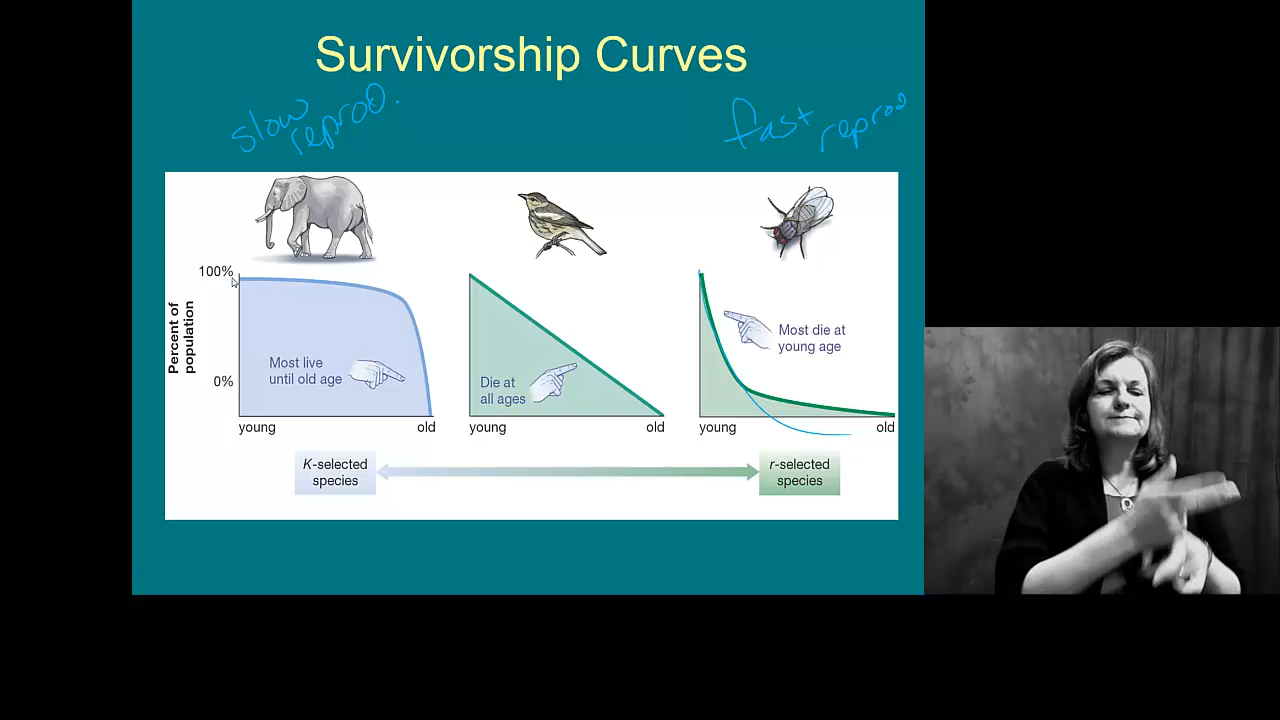 Survivorship Curves
slow
reprod.
fast reprod
100%
Percent of
population
0%
Most live
until old age
young
old
Die at
all ages
young
old
Most die at
young age
young
old
K-selected
species
r-selected
species